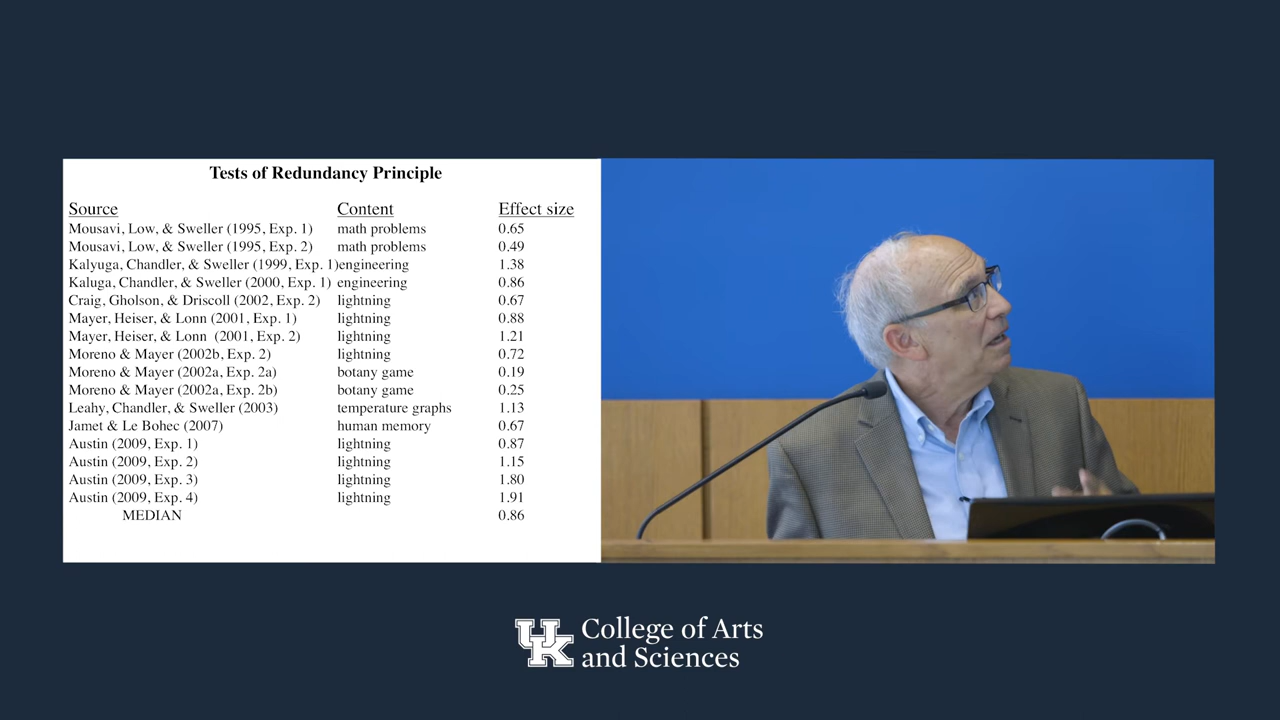 Tests of Redundancy Principle
Source Content Effect size
Mousavi, Low, & Sweller (1995, Exp. 1) math problems 0.65
Mousavi, Low, & Sweller (1995, Exp. 2) math problems 0.49
Kalyuga, Chandler, & Sweller (1999, Exp. 1)engineering 1.38
Kaluga, Chandler, & Sweller (2000, Exp. 1) engineering 0.86
Craig, Gholson, & Driscoll (2002, Exp. 2) lightning 0.67
Mayer, Heiser, & Lonn (2001, Exp. 1) lightning 0.88
Mayer, Heiser, & Lonn (2001, Exp. 2) lightning 1.21
Moreno & Mayer (2002b, Exp. 2) lightning 0.72
Moreno & Mayer (2002a, Exp. 2a) botany game 0.19
Moreno & Mayer (2002a, Exp. 2b) botany game 0.25
Leahy, Chandler, & Sweller (2003) temperature graphs 1.13
Jamet & Le Bohec (2007) human memory 0.67
Austin (2009, Exp. 1) lightning 0.87
Austin (2009, Exp. 2) lightning 1.15
Austin (2009, Exp. 3) lightning 1.80
Austin (2009, Exp. 4) lightning 1.91
MEDIAN 0.86
UK College of Arts
and Sciences